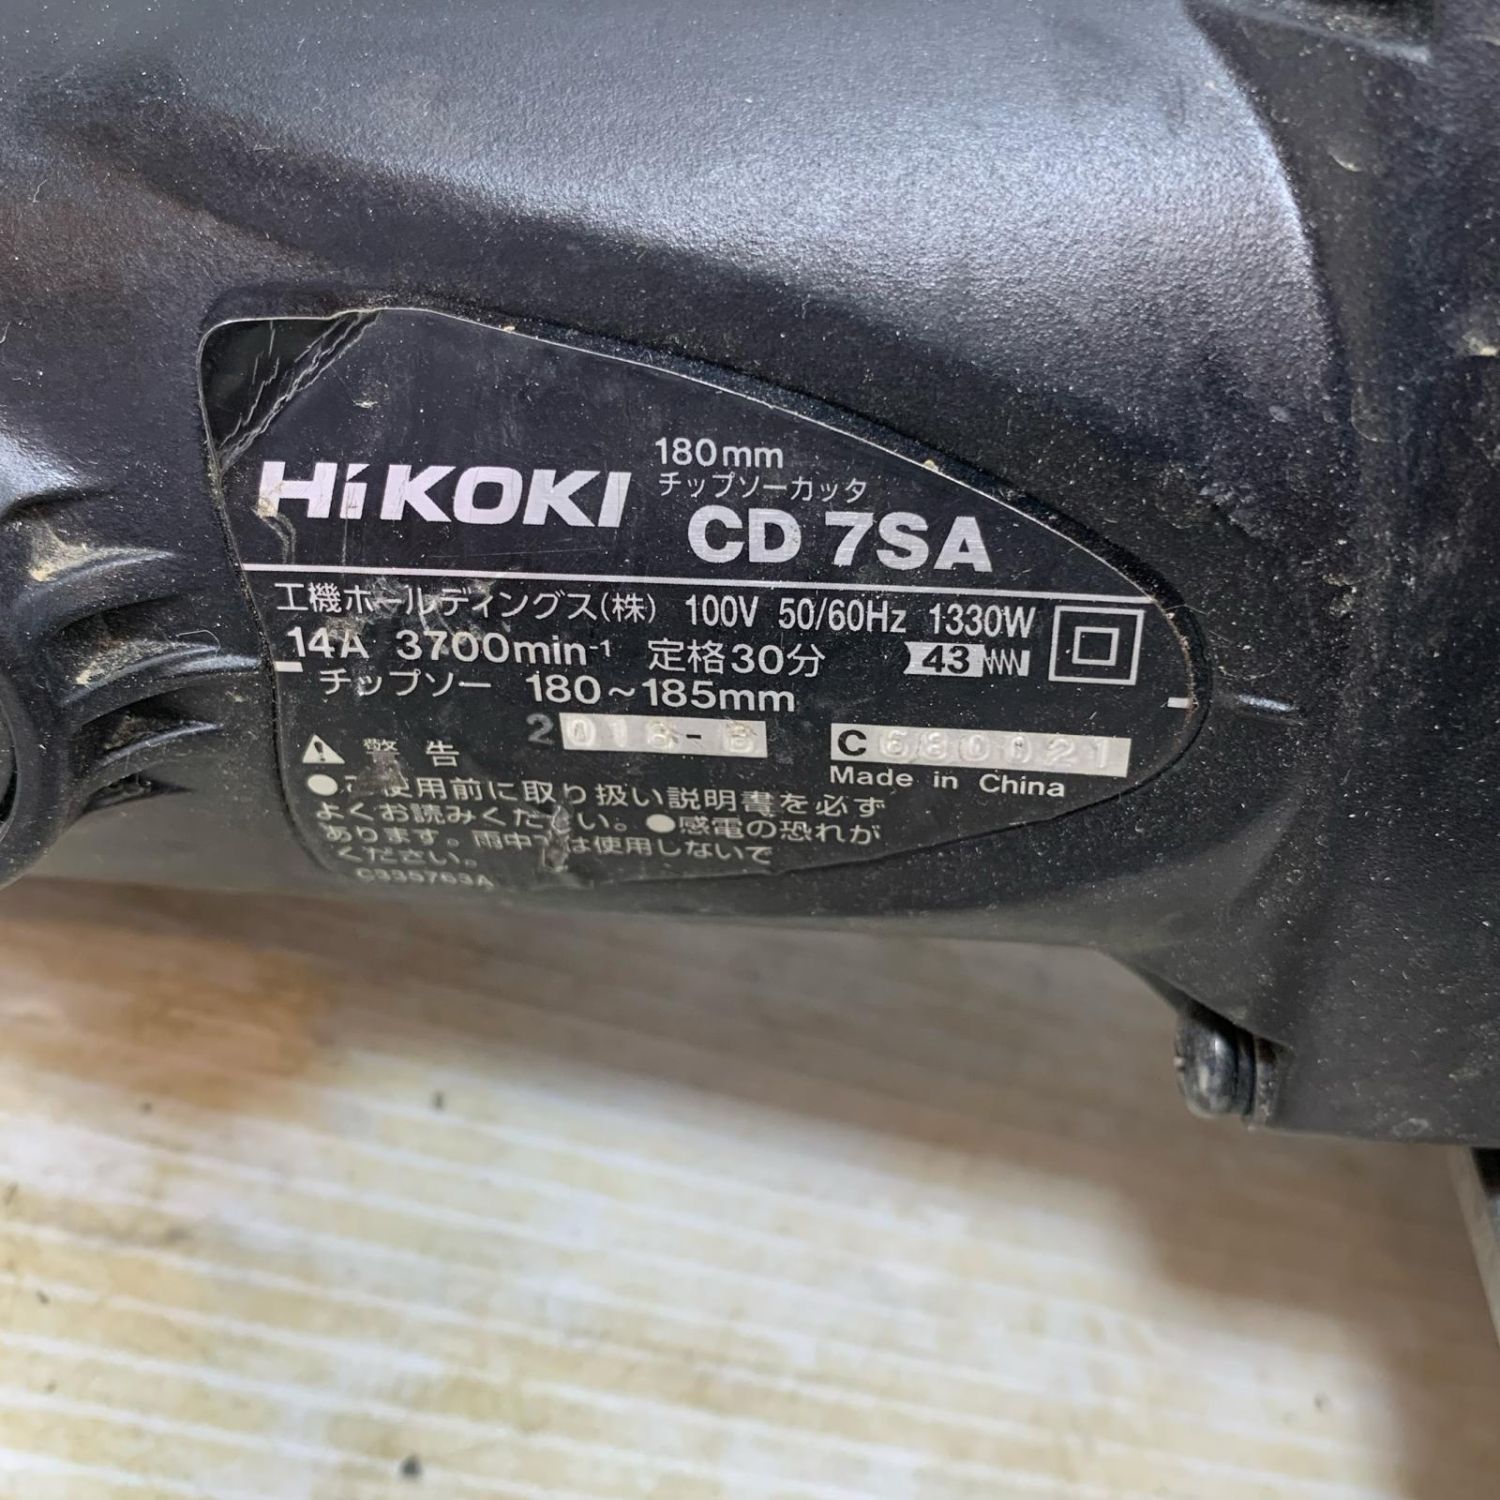 HiKOKI
180mm
チップソーカッタ
CD 7SA
工機ホールディングス(株) 100V 50/60Hz 1330W
14A 3700min⁻¹ 定格30分 43
チップソー 180～185mm
2018-
C680021
Made in China
警告
●ご使用前に取り扱い説明書を必ず
よくお読みください。●感電の恐れが
あります。雨中では使用しないで
ください。
C335763A